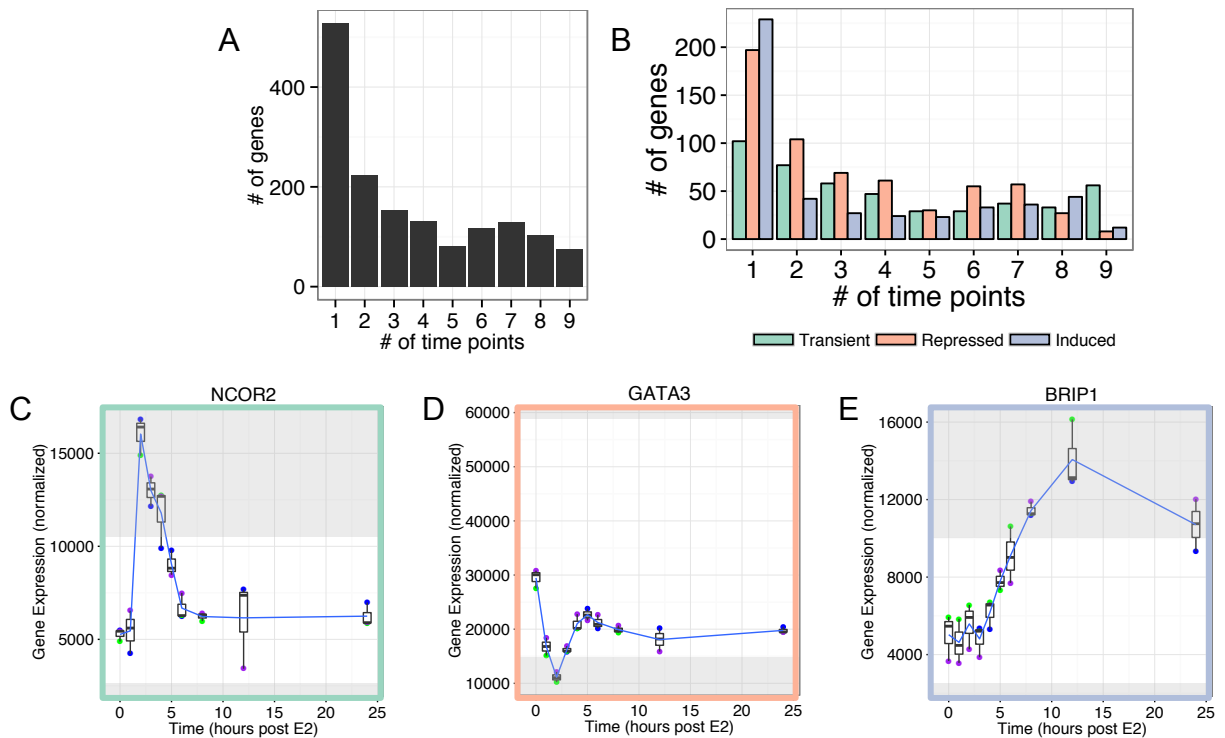 A
# of genes
400
200
0
1 2 3 4 5 6 7 8 9
# of time points
B
# of genes
200
150
100
50
0
1 2 3 4 5 6 7 8 9
# of time points
Transient Repressed Induced
C
NCOR2
Gene Expression (normalized)
15000
10000
5000
0 5 10 15 20 25
Time (hours post E2)
D
GATA3
Gene Expression (normalized)
60000
50000
40000
30000
20000
10000
0 5 10 15 20 25
Time (hours post E2)
E
BRIP1
Gene Expression (normalized)
16000
12000
8000
4000
0 5 10 15 20 25
Time (hours post E2)